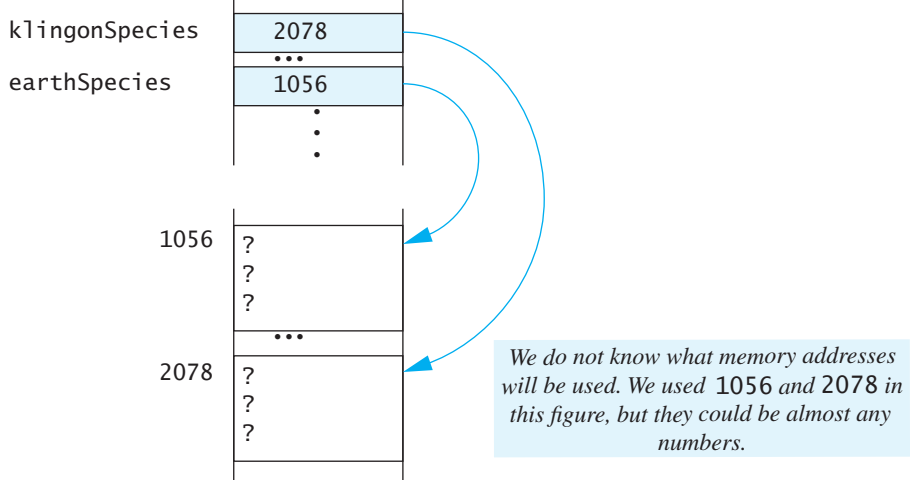 klingonSpecies 2078
...
earthSpecies 1056
.
.
.
1056 ?
?
?
...
2078 ?
?
?
We do not know what memory addresses
will be used. We used 1056 and 2078 in
this figure, but they could be almost any
numbers.